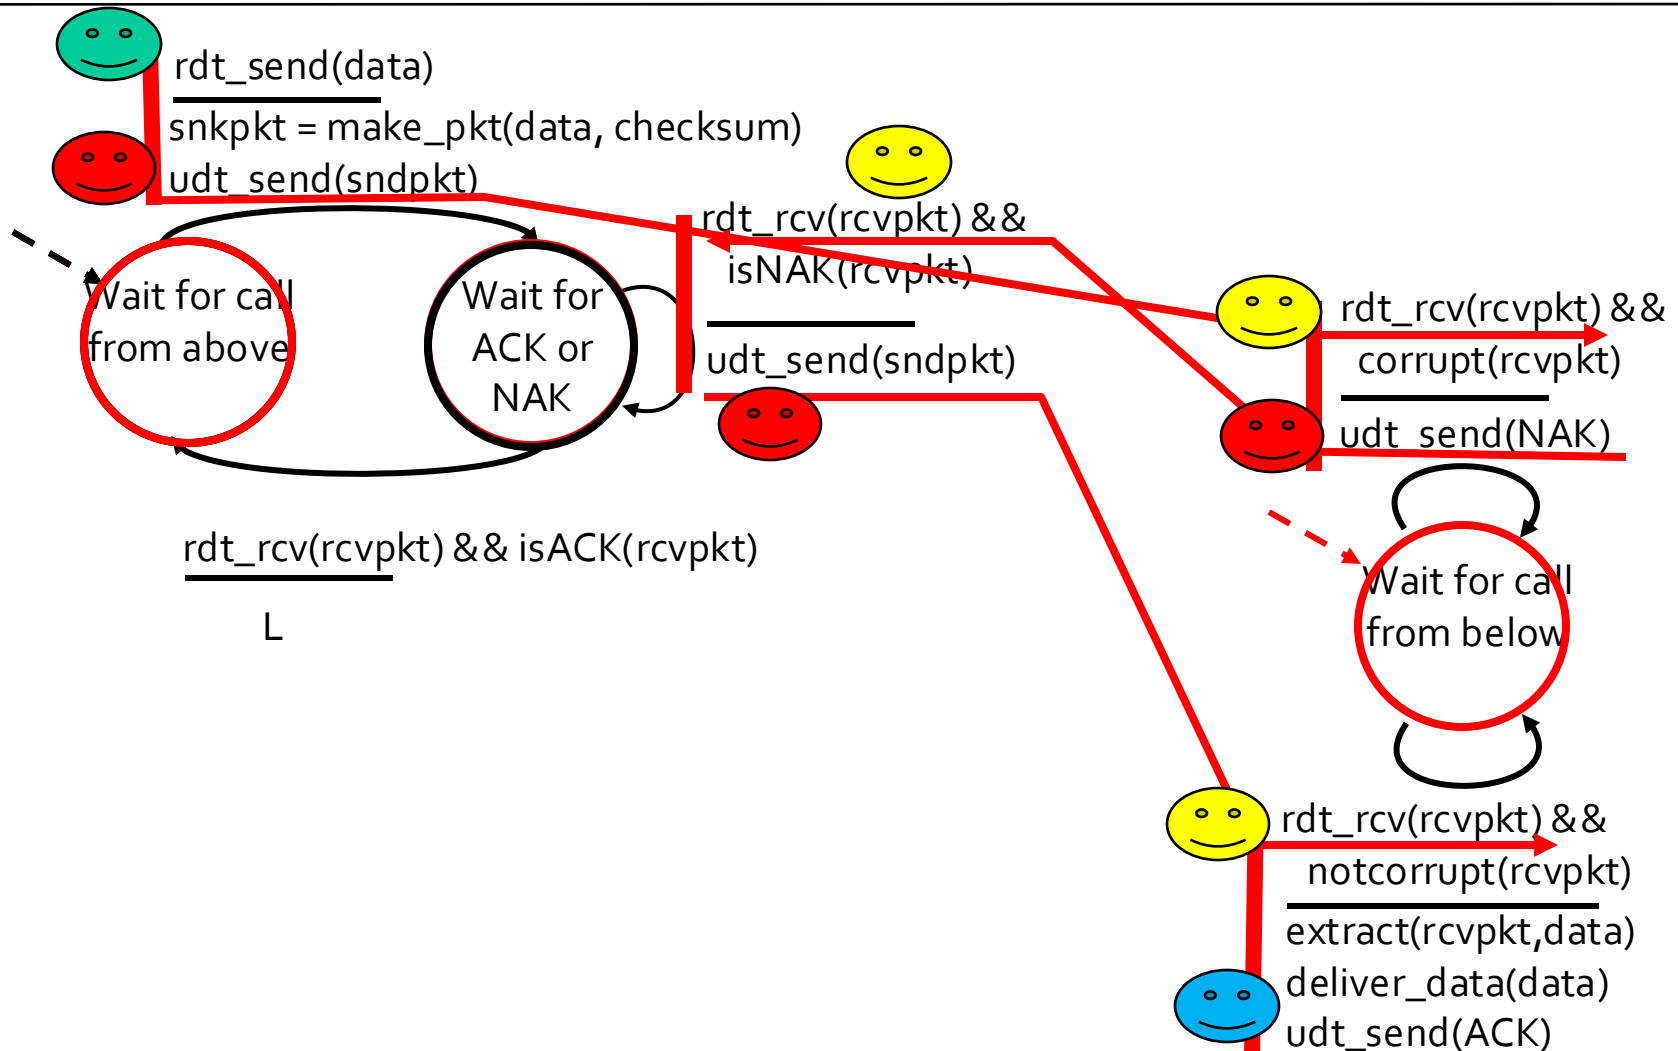 rdt_send(data)
snkpkt = make_pkt(data, checksum)
udt_send(sndpkt)
rdt_rcv(rcvpkt) &&
isNAK(rcvpkt)
udt_send(sndpkt)
Wait for call
from above
Wait for
ACK or
NAK
rdt_rcv(rcvpkt) && isACK(rcvpkt)
L
rdt_rcv(rcvpkt) &&
corrupt(rcvpkt)
udt_send(NAK)
Wait for call
from below
rdt_rcv(rcvpkt) &&
notcorrupt(rcvpkt)
extract(rcvpkt,data)
deliver_data(data)
udt_send(ACK)